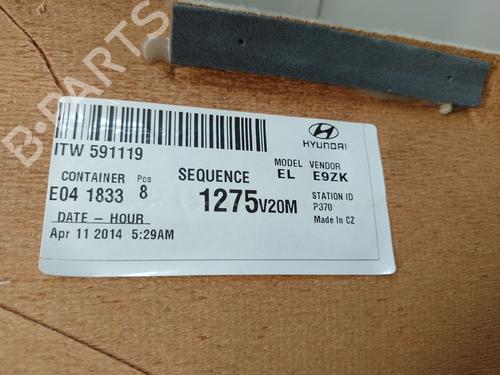 B-PARTS
ITW 591119
HYUNDAI
CONTAINER Pos
E04 1833 8
SEQUENCE
1275V20M
MODEL VENDOR
EL E9ZK
STATION ID
P370
Made in CZ
DATE - HOUR
Apr 11 2014 5:29AM